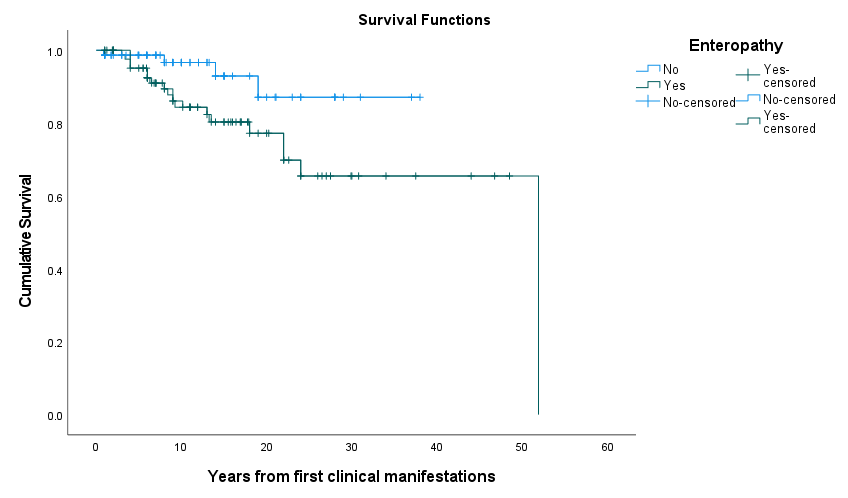 Survival Functions
Enteropathy
No
Yes
No-censored
Yes-
censored
No-censored
Yes-
censored
Cumulative Survival
1.0
0.8
0.6
0.4
0.2
0.0
0 10 20 30 40 50 60
Years from first clinical manifestations